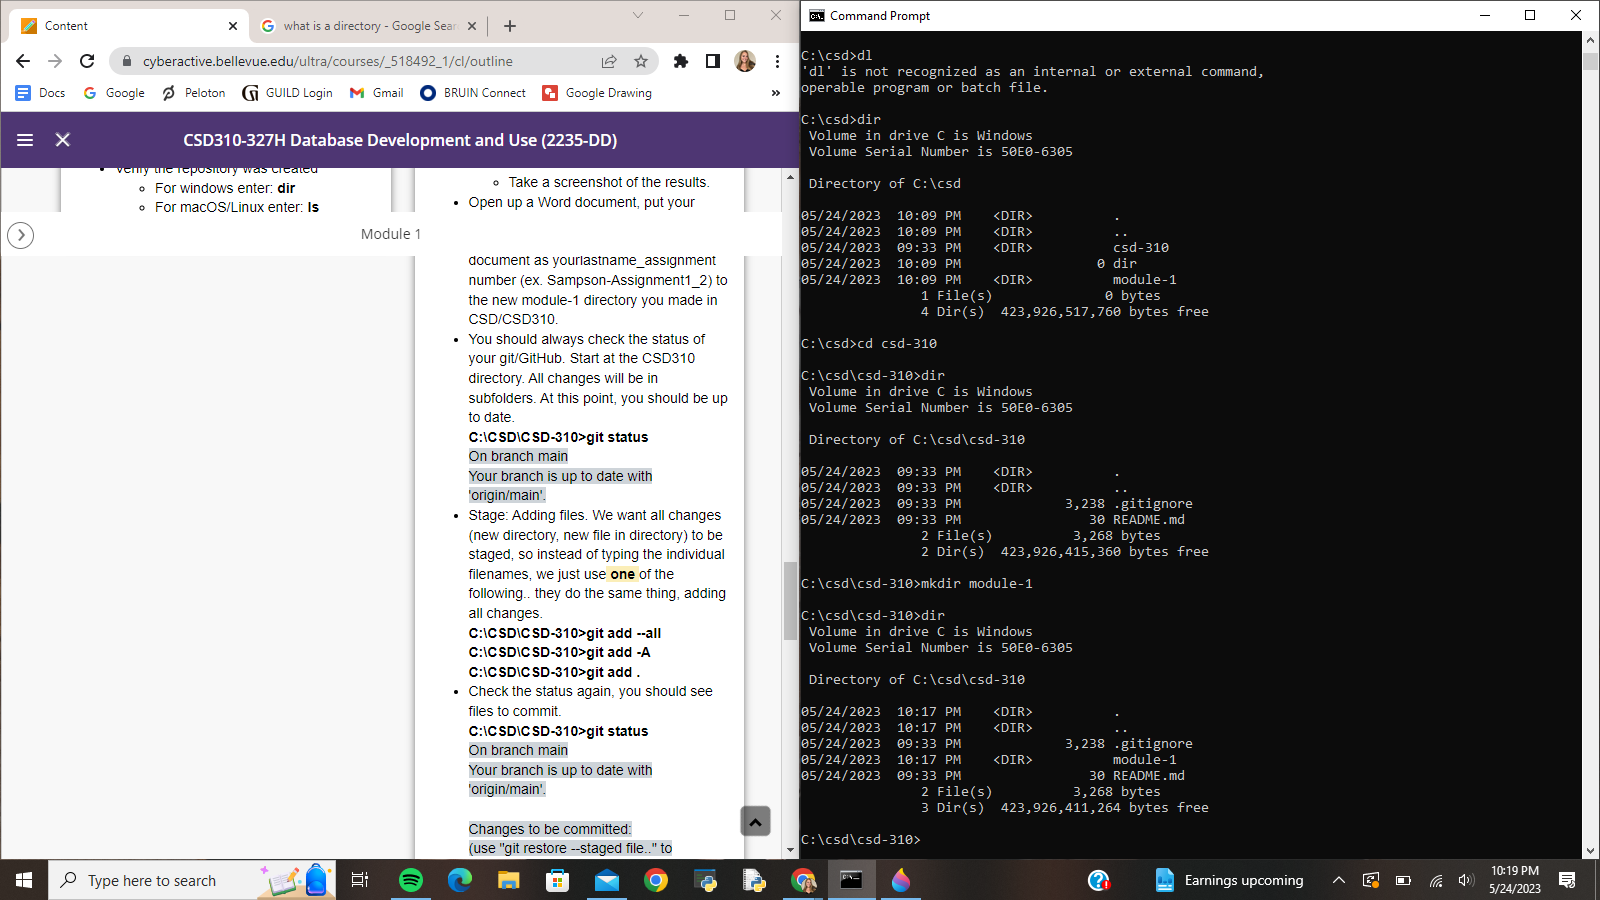 Content
what is a directory - Google Sear
cyberactive.bellevue.edu/ultra/courses/_518492_1/cl/outline
Docs
Google
Peloton
GUILD Login
Gmail
BRUIN Connect
Google Drawing
»
CSD310-327H Database Development and Use (2235-DD)
Verify the repository was created
For windows enter: dir
For macOS/Linux enter: ls
Module 1
Take a screenshot of the results.
Open up a Word document, put your
document as yourlastname_assignment
number (ex. Sampson-Assignment1_2) to
the new module-1 directory you made in
CSD/CSD310.
You should always check the status of
your git/GitHub. Start at the CSD310
directory. All changes will be in
subfolders. At this point, you should be up
to date.
C:\CSD\CSD-310>git status
On branch main
Your branch is up to date with
'origin/main'.
Stage: Adding files. We want all changes
(new directory, new file in directory) to be
staged, so instead of typing the individual
filenames, we just use one of the
following.. they do the same thing, adding
all changes.
C:\CSD\CSD-310>git add --all
C:\CSD\CSD-310>git add -A
C:\CSD\CSD-310>git add .
Check the status again, you should see
files to commit.
C:\CSD\CSD-310>git status
On branch main
Your branch is up to date with
'origin/main'.
Changes to be committed:
(use "git restore --staged file.." to
Command Prompt
C:\csd>dl
'dl' is not recognized as an internal or external command,
operable program or batch file.
C:\csd>dir
Volume in drive C is Windows
Volume Serial Number is 50E0-6305
Directory of C:\csd
05/24/2023  10:09 PM    <DIR>          .
05/24/2023  10:09 PM    <DIR>          ..
05/24/2023  09:33 PM    <DIR>          csd-310
05/24/2023  10:09 PM                 0 dir
05/24/2023  10:09 PM    <DIR>          module-1
1 File(s)              0 bytes
4 Dir(s)  423,926,517,760 bytes free
C:\csd>cd csd-310
C:\csd\csd-310>dir
Volume in drive C is Windows
Volume Serial Number is 50E0-6305
Directory of C:\csd\csd-310
05/24/2023  09:33 PM    <DIR>          .
05/24/2023  09:33 PM    <DIR>          ..
05/24/2023  09:33 PM             3,238 .gitignore
05/24/2023  09:33 PM                30 README.md
2 File(s)          3,268 bytes
2 Dir(s)  423,926,415,360 bytes free
C:\csd\csd-310>mkdir module-1
C:\csd\csd-310>dir
Volume in drive C is Windows
Volume Serial Number is 50E0-6305
Directory of C:\csd\csd-310
05/24/2023  10:17 PM    <DIR>          .
05/24/2023  10:17 PM    <DIR>          ..
05/24/2023  09:33 PM             3,238 .gitignore
05/24/2023  10:17 PM    <DIR>          module-1
05/24/2023  09:33 PM                30 README.md
2 File(s)          3,268 bytes
3 Dir(s)  423,926,411,264 bytes free
C:\csd\csd-310>
Type here to search
Earnings upcoming
10:19 PM
5/24/2023